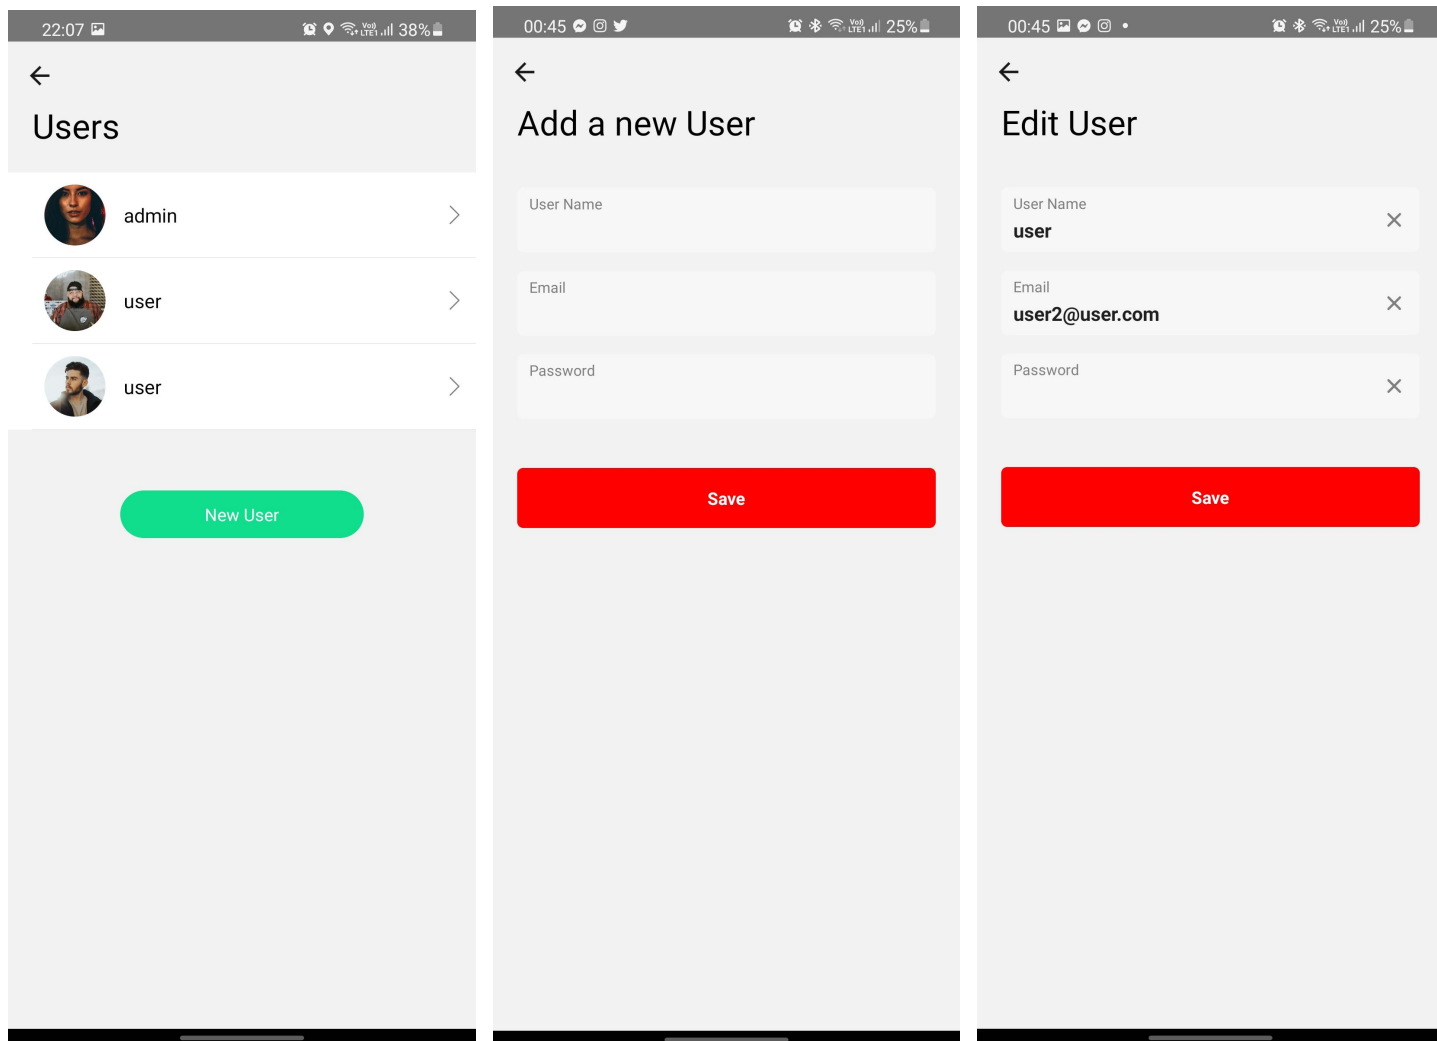 22:07
38%
Users
admin
user
user
New User
00:45
25%
Add a new User
User Name
Email
Password
Save
00:45
25%
Edit User
User Name
user
Email
user2@user.com
Password
Save